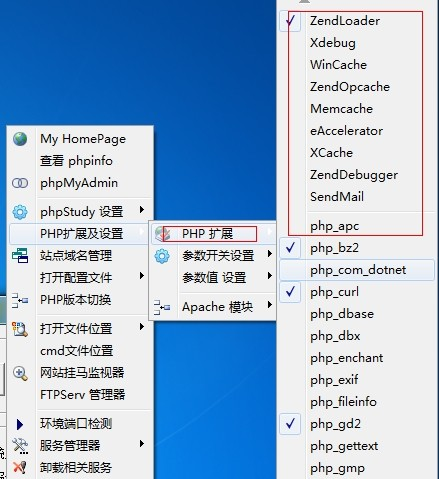 My HomePage
查看 phpinfo
phpMyAdmin
phpStudy 设置
PHP扩展及设置
站点域名管理
打开配置文件
PHP版本切换
打开文件位置
cmd文件位置
网站挂马监视器
FTPServ 管理器
环境端口检测
服务管理器
卸载相关服务
PHP 扩展
参数开关设置
参数值 设置
Apache 模块
ZendLoader
Xdebug
WinCache
ZendOpcache
Memcache
eAccelerator
XCache
ZendDebugger
SendMail
php_apc
php_bz2
php_com_dotnet
php_curl
php_dbase
php_dbx
php_enchant
php_exif
php_fileinfo
php_gd2
php_gettext
php_gmp